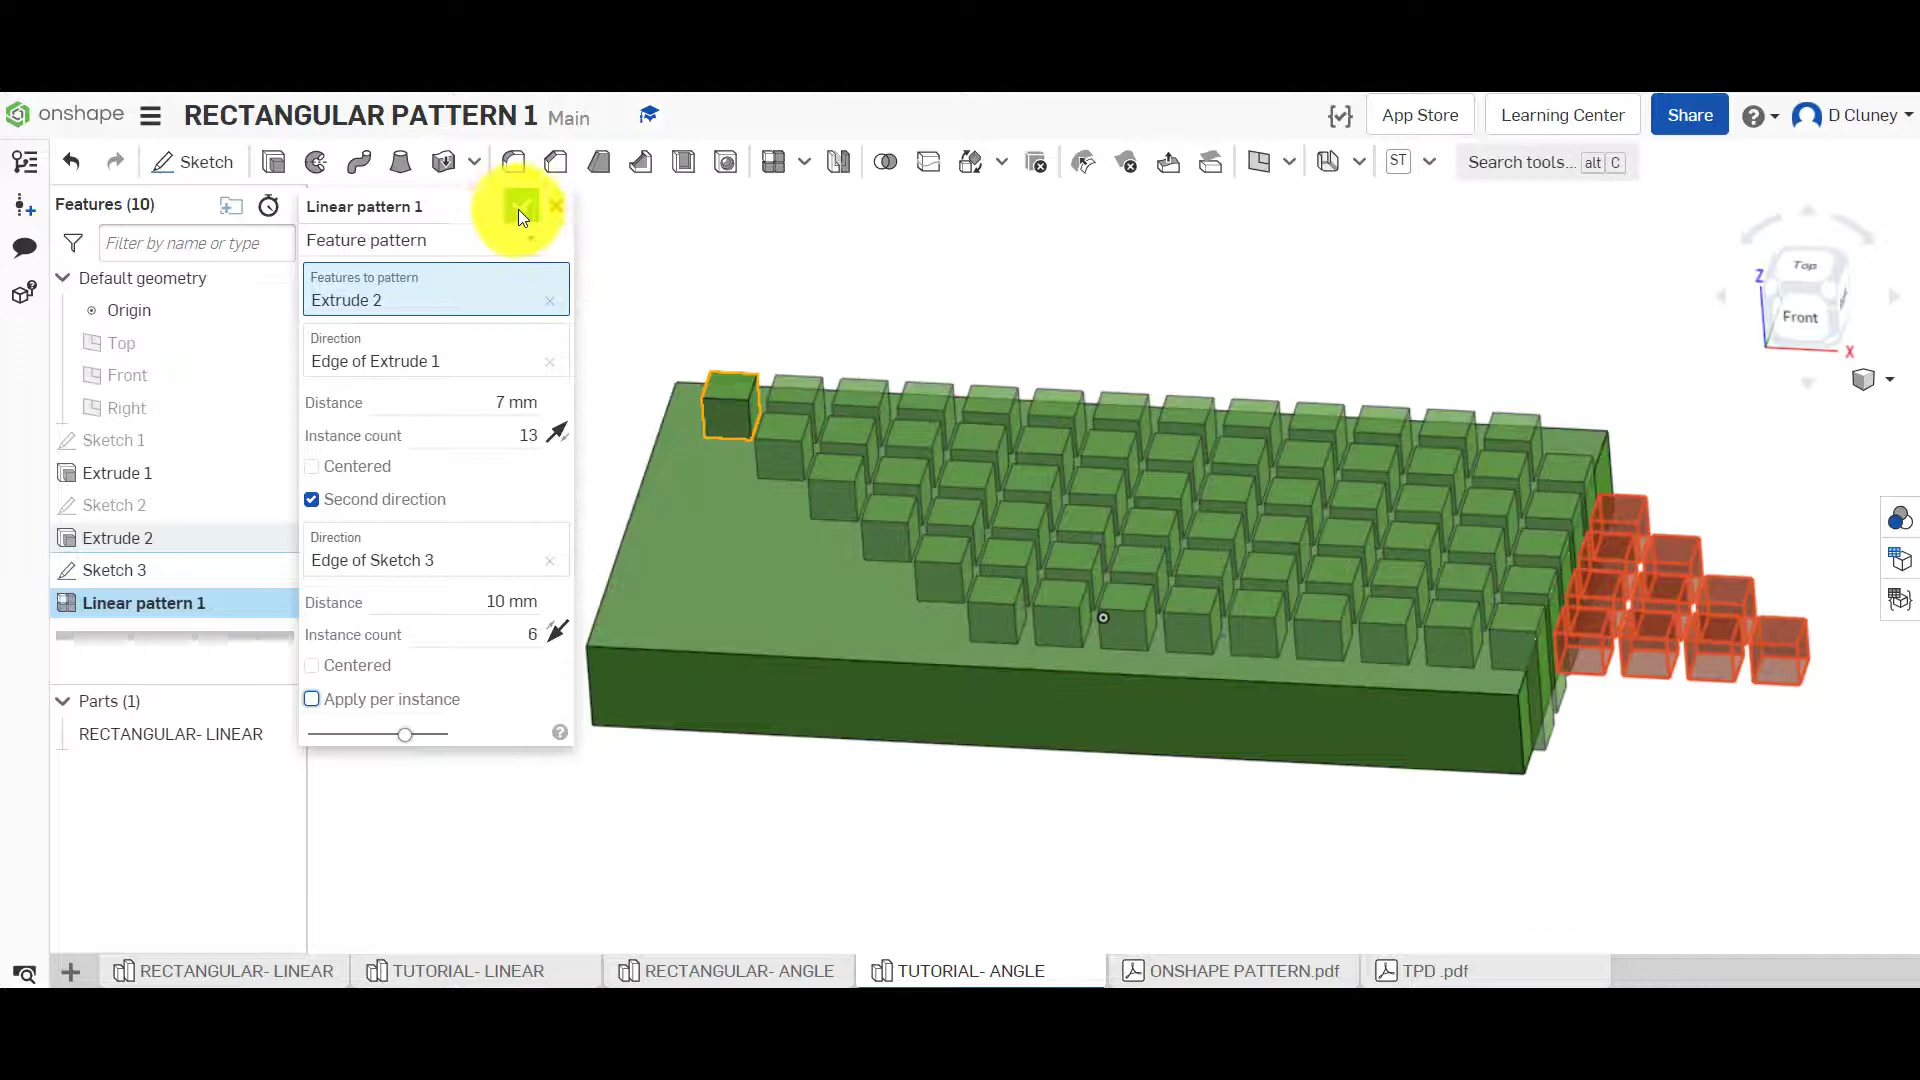 onshape RECTANGULAR PATTERN 1 Main App Store Learning Center Share D Cluney
Sketch ST Search tools... alt C
Features (10)
Filter by name or type
Default geometry
Origin
Top
Front
Right
Sketch 1
Extrude 1
Sketch 2
Extrude 2
Sketch 3
Linear pattern 1
Parts (1)
RECTANGULAR- LINEAR
Linear pattern 1
Feature pattern
Features to pattern
Extrude 2
Direction
Edge of Extrude 1
Distance 7 mm
Instance count 13
Centered
Second direction
Direction
Edge of Sketch 3
Distance 10 mm
Instance count 6
Centered
Apply per instance
Top
Z
Front
X
RECTANGULAR- LINEAR TUTORIAL- LINEAR RECTANGULAR- ANGLE TUTORIAL- ANGLE ONSHAPE PATTERN.pdf TPD .pdf